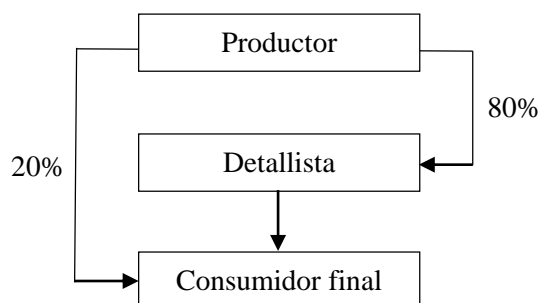 Productor
80%
Detallista
20%
Consumidor final